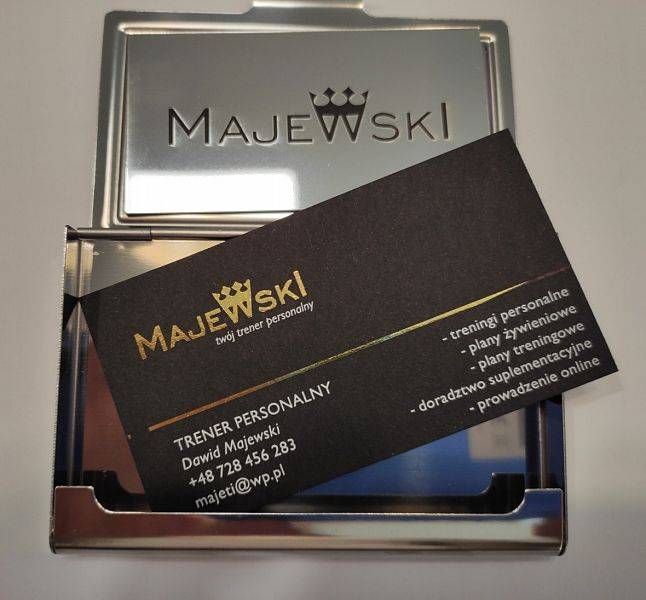 MAJEWSKI
MAJEWSKI
twój trener personalny
TRENER PERSONALNY
Dawid Majewski
+48 728 456 283
majeti@wp.pl
- treningi personalne
- plany żywieniowe
- plany treningowe
- doradztwo suplementacyjne
- prowadzenie online